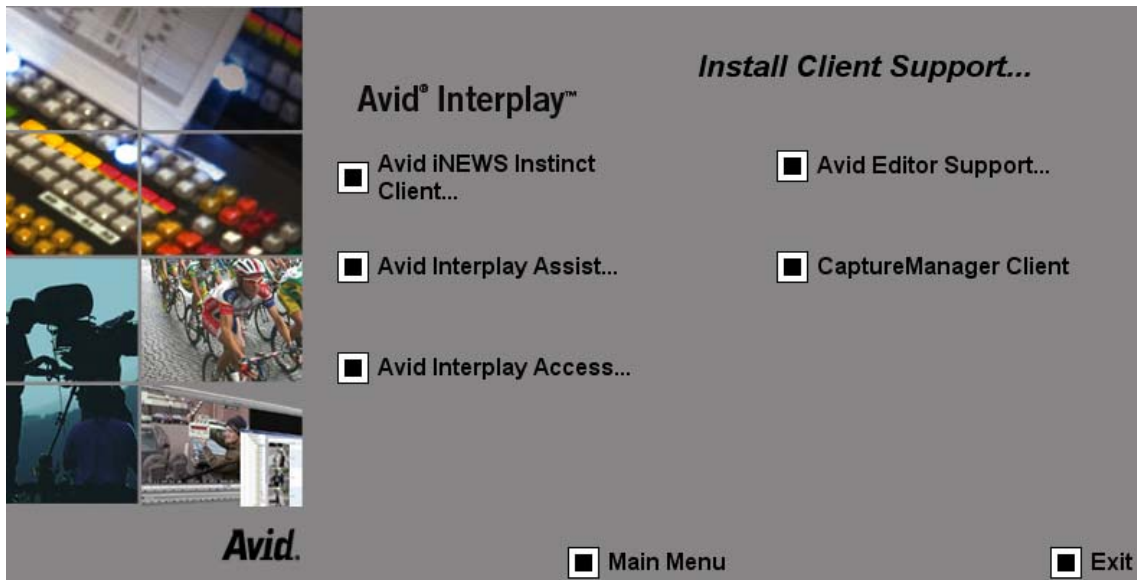 Install Client Support...
Avid® Interplay™
Avid iNEWS Instinct
Client...
Avid Editor Support...
Avid Interplay Assist...
CaptureManager Client
Avid Interplay Access...
Avid.
Main Menu
Exit